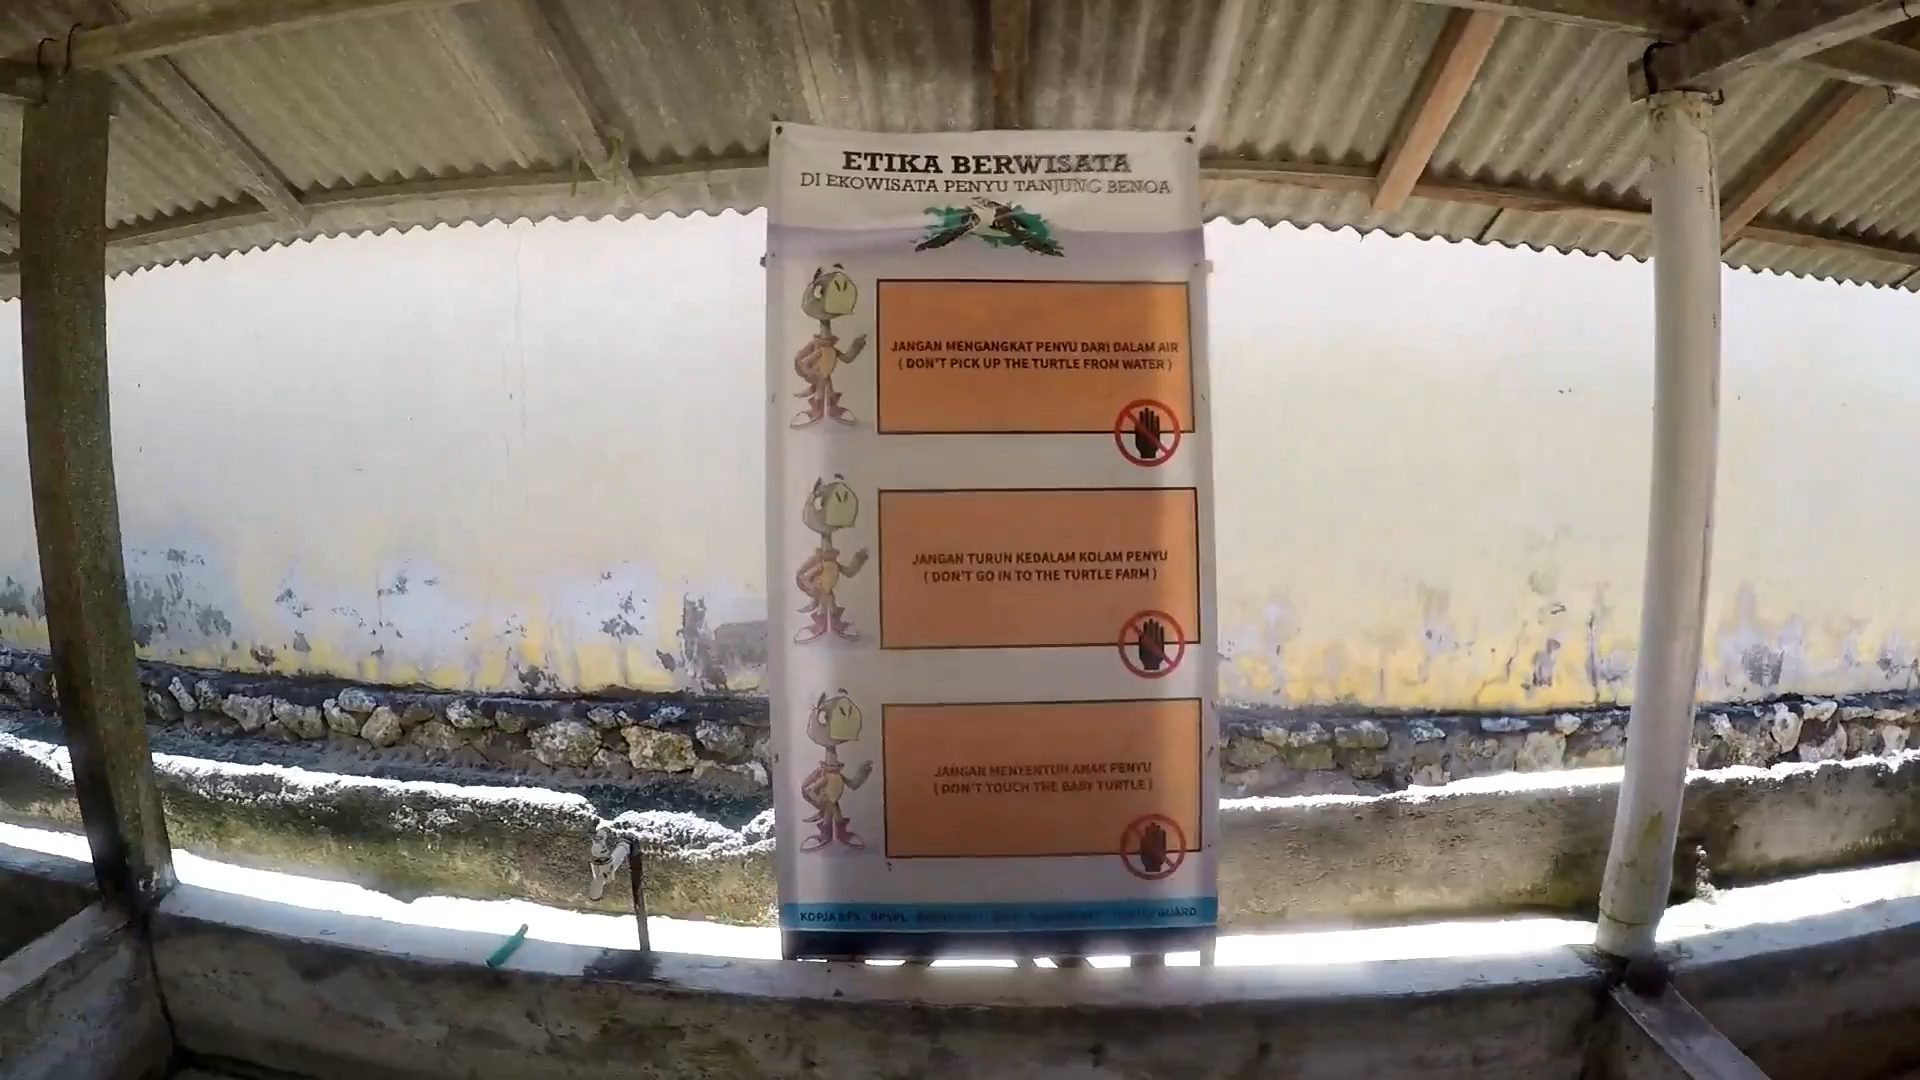 ETIKA BERWISATA
DI EKOWISATA PENYU TANJUNG BENOA
JANGAN MENGANGKAT PENYU DARI DALAM AIR
( DON'T PICK UP THE TURTLE FROM WATER )
JANGAN TURUN KEDALAM KOLAM PENYU
( DON'T GO IN TO THE TURTLE FARM )
JANGAN MENYENTUH ANAK PENYU
( DON'T TOUCH THE BABY TURTLE )
GUARD